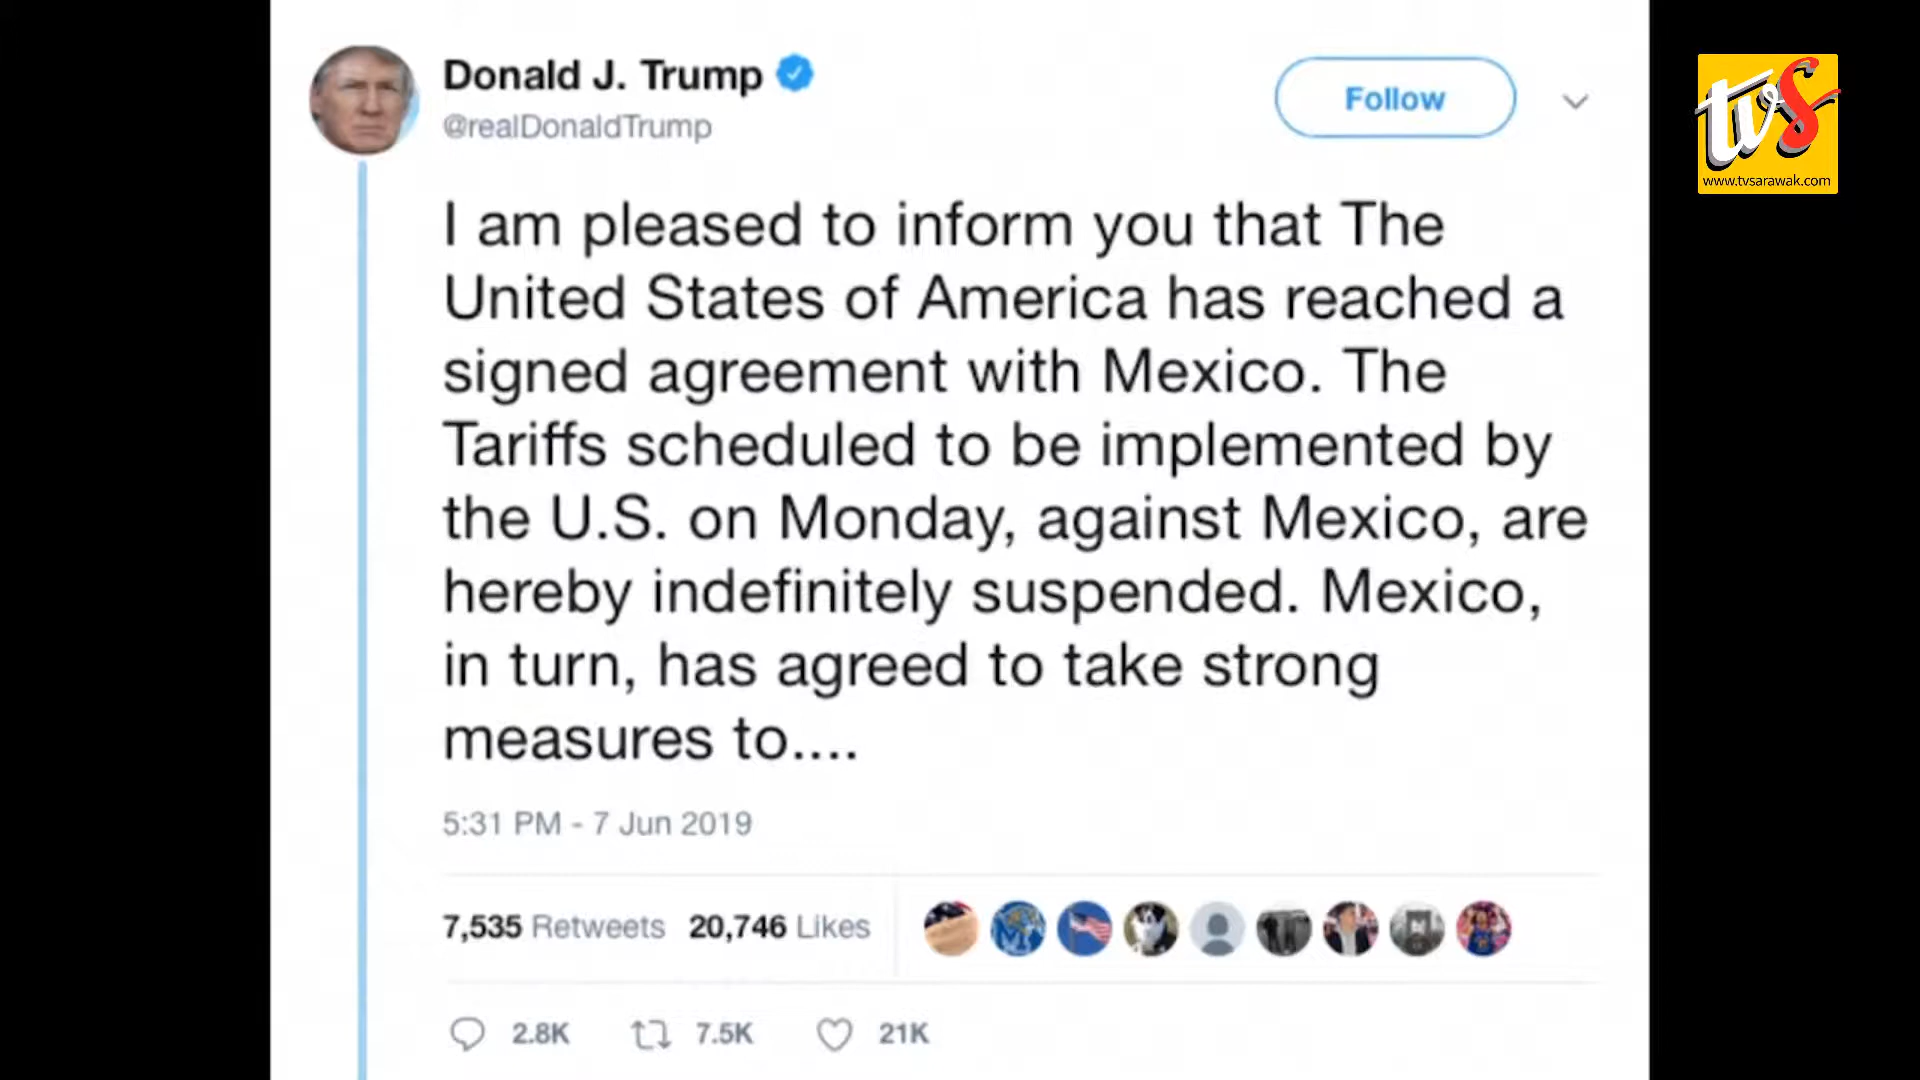 Donald J. Trump
@realDonaldTrump
Follow
tvS
www.tvsarawak.com
I am pleased to inform you that The
United States of America has reached a
signed agreement with Mexico. The
Tariffs scheduled to be implemented by
the U.S. on Monday, against Mexico, are
hereby indefinitely suspended. Mexico,
in turn, has agreed to take strong
measures to....
5:31 PM - 7 Jun 2019
7,535 Retweets 20,746 Likes
2.8K 7.5K 21K